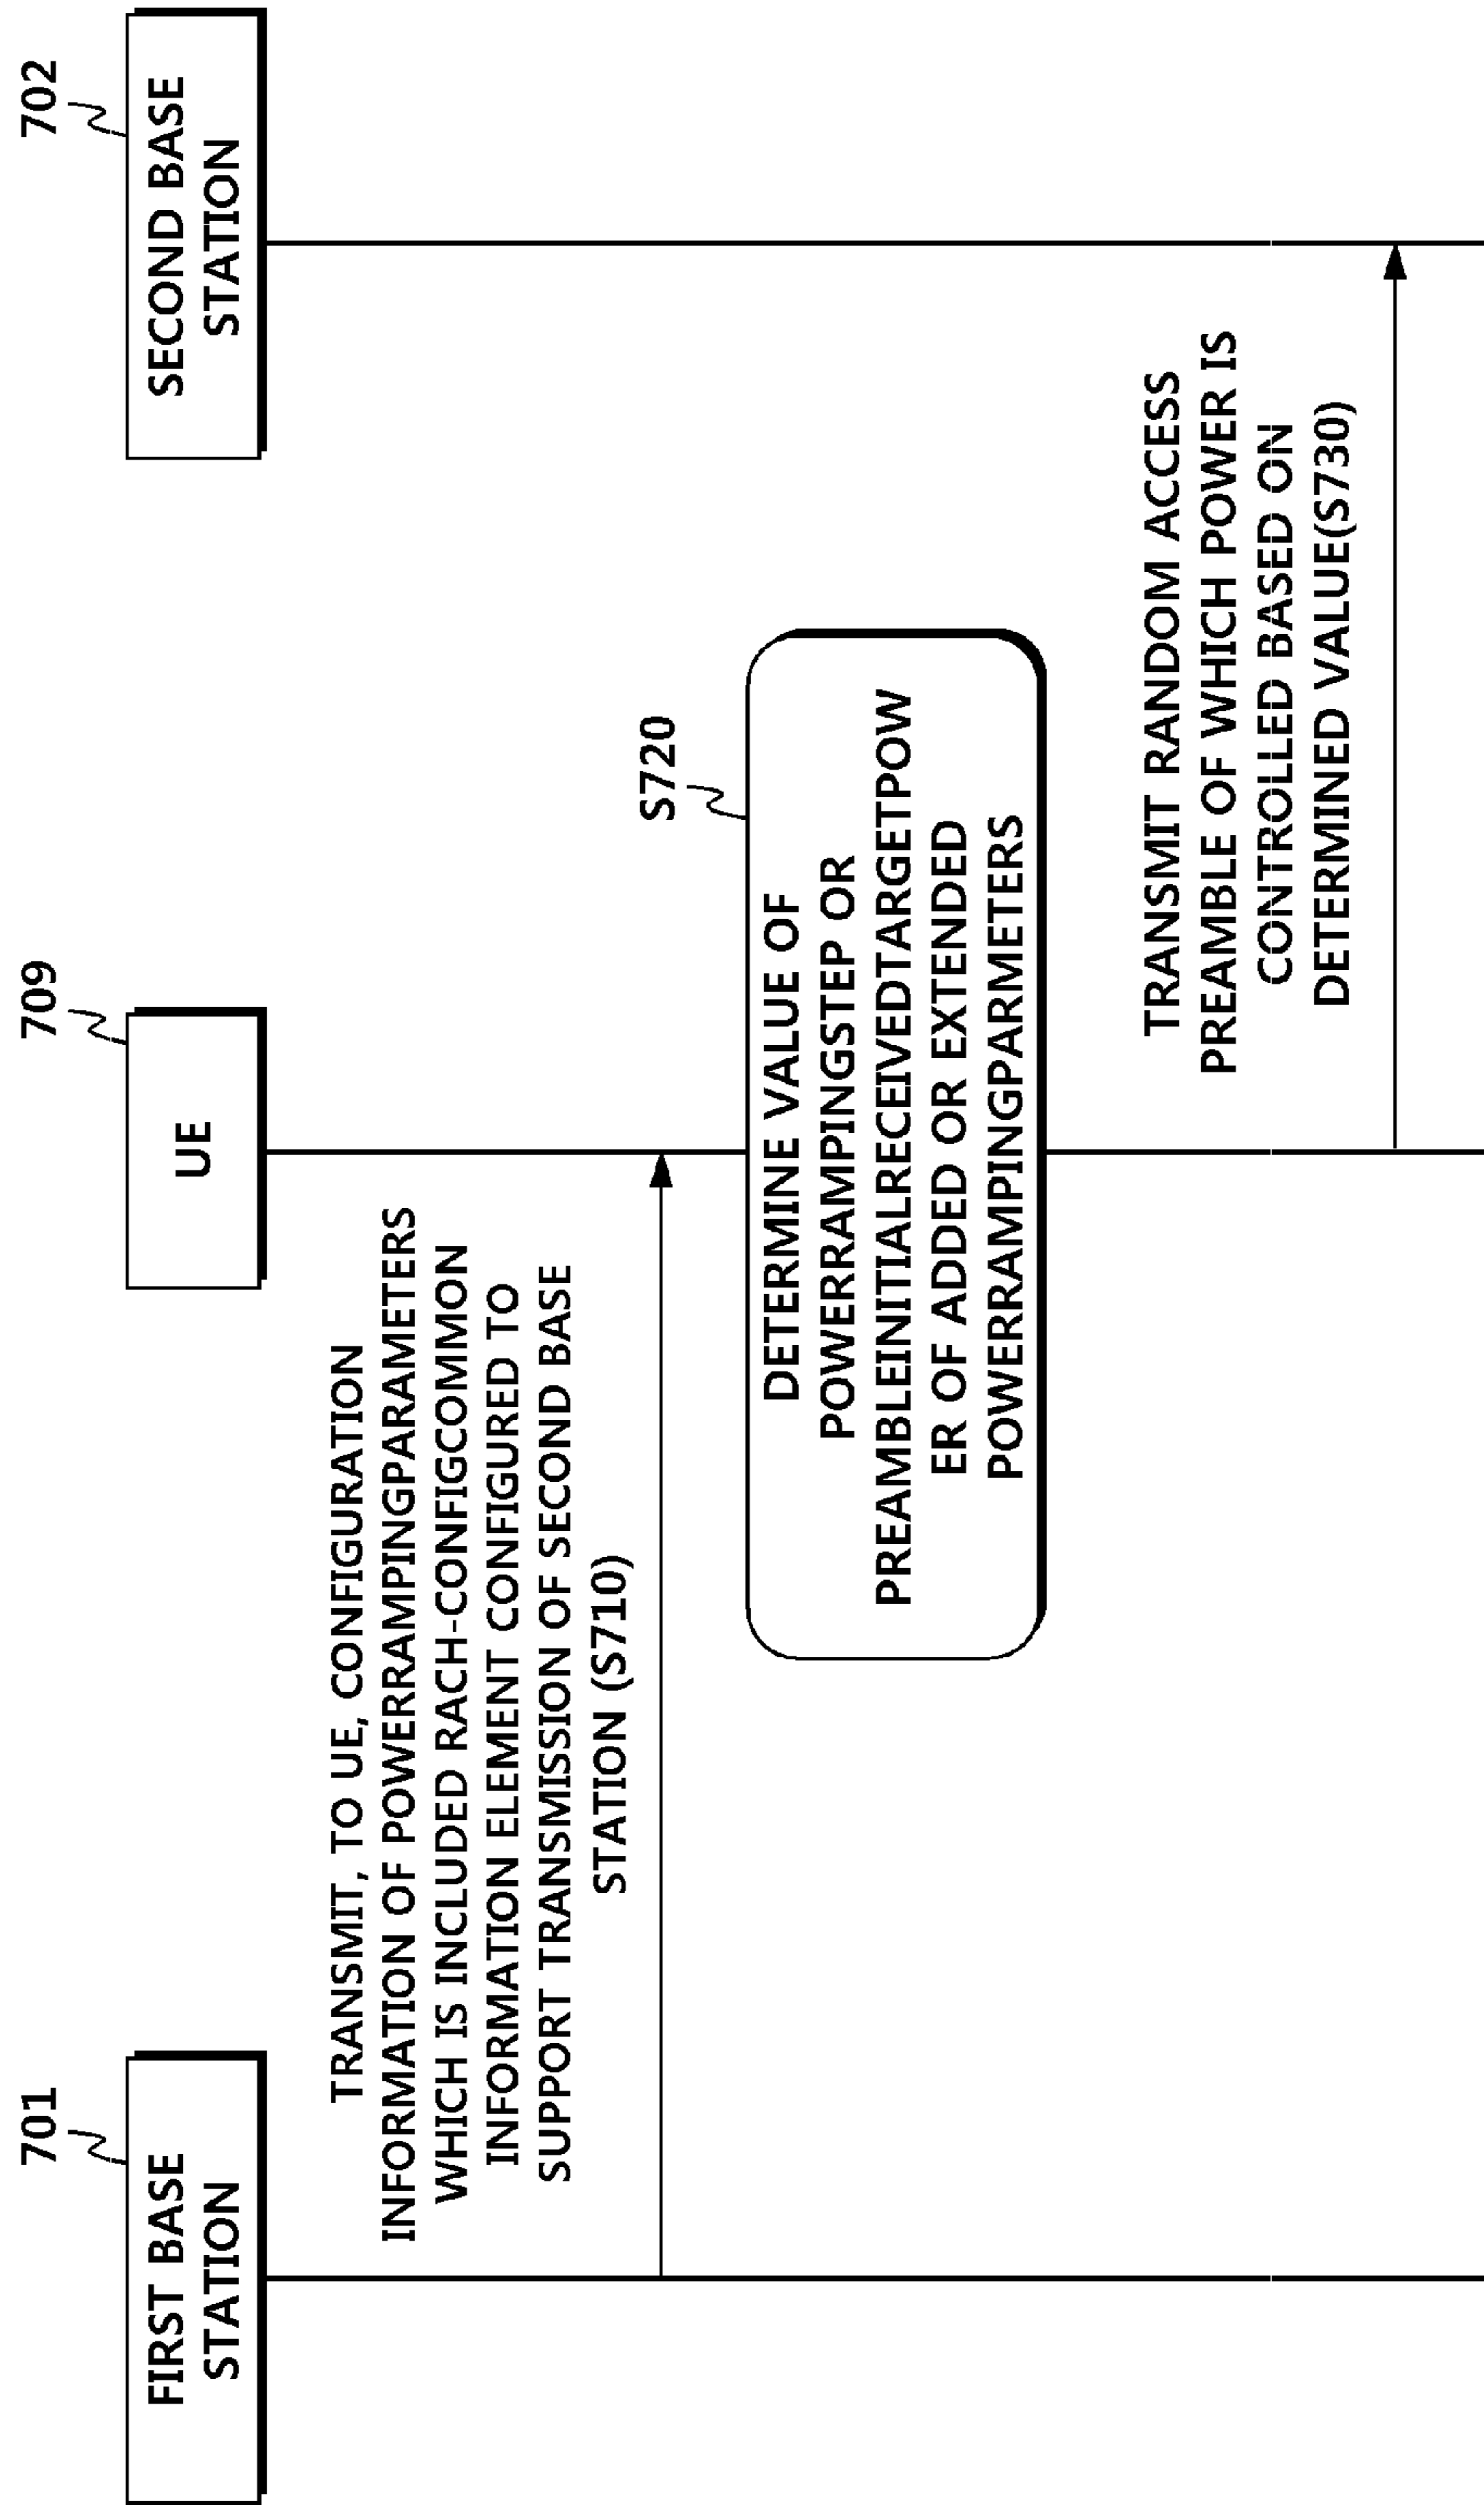 701
FIRST BASE
STATION
709
UE
702
SECOND BASE
STATION
TRANSMIT, TO UE, CONFIGURATION
INFORMATION OF POWERRAMPINGPARAMETERS
WHICH IS INCLUDED RACH-CONFIGCOMMON
INFORMATION ELEMENT CONFIGURED TO
SUPPORT TRANSMISSION OF SECOND BASE
STATION (S710)
S720
DETERMINE VALUE OF
POWERRAMPINGSTEP OR
PREAMBLEINITIALRECEIVEDTARGETPOW
ER OF ADDED OR EXTENDED
POWERRAMPINGPARMETERS
TRANSMIT RANDOM ACCESS
PREAMBLE OF WHICH POWER IS
CONTROLLED BASED ON
DETERMINED VALUE(S730)